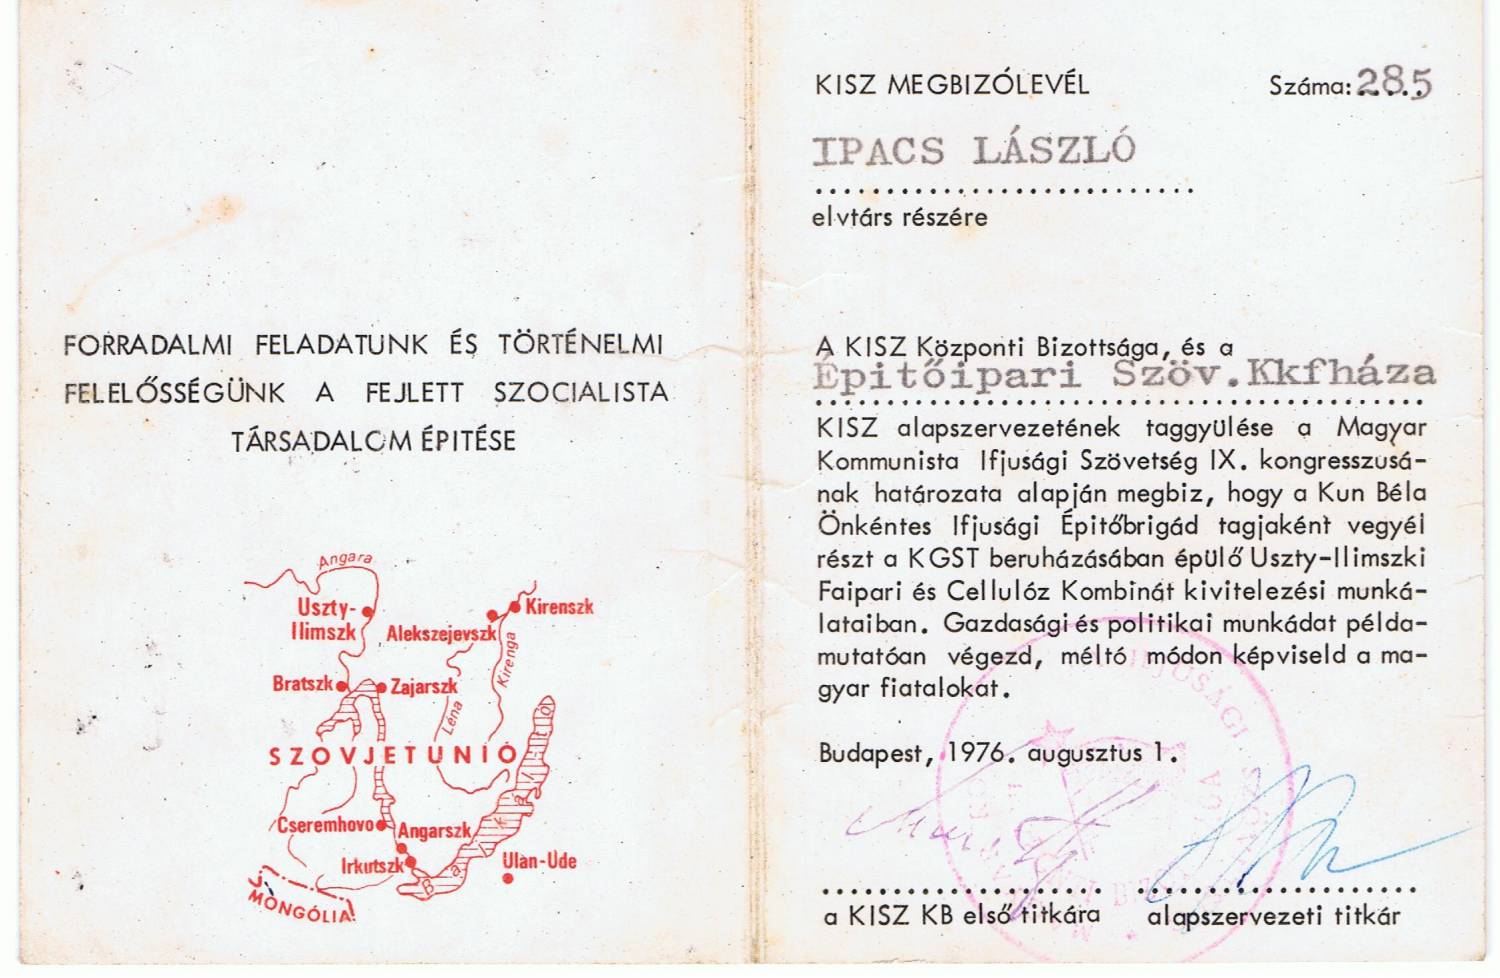 FORRADALMI FELADATUNK ÉS TÖRTÉNELMI
FELELŐSSÉGÜNK A FEJLETT SZOCIALISTA
TÁRSADALOM ÉPITÉSE
Angara
Uszty-
Ilimszk
Kirenszk
Alekszejevszk
Kirenga
Bratszk
Zajarszk
Léna
SZOVJETUNIÓ
Bajkáltó
Cseremhovo
Angarszk
Irkutszk
Ulan-Ude
MONGÓLIA
KISZ MEGBIZÓLEVÉL Száma: 285
IPACS LÁSZLÓ
elvtárs részére
A KISZ Központi Bizottsága, és a
Épitőipari Szöv.Kkfháza
KISZ alapszervezetének taggyülése a Magyar
Kommunista Ifjusági Szövetség IX. kongresszusá-
nak határozata alapján megbiz, hogy a Kun Béla
Önkéntes Ifjusági Épitőbrigád tagjaként vegyél
részt a KGST beruházásában épülő Uszty-Ilimszki
Faipari és Cellulóz Kombinát kivitelezési munká-
lataiban. Gazdasági és politikai munkádat példa-
mutatóan végezd, méltó módon képviseld a ma-
gyar fiatalokat.
Budapest, 1976. augusztus 1.
a KISZ KB első titkára alapszervezeti titkár